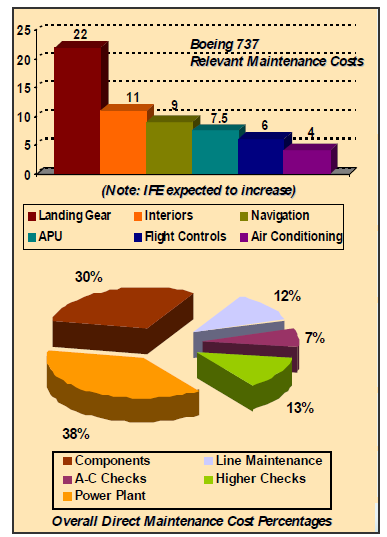 25
20
15
10
5
0
Boeing 737
Relevant Maintenance Costs
22
11
9
7.5
6
4
(Note: IFE expected to increase)
Landing Gear Interiors Navigation
APU Flight Controls Air Conditioning
30%
12%
7%
13%
38%
Components Line Maintenance
A-C Checks Higher Checks
Power Plant
Overall Direct Maintenance Cost Percentages